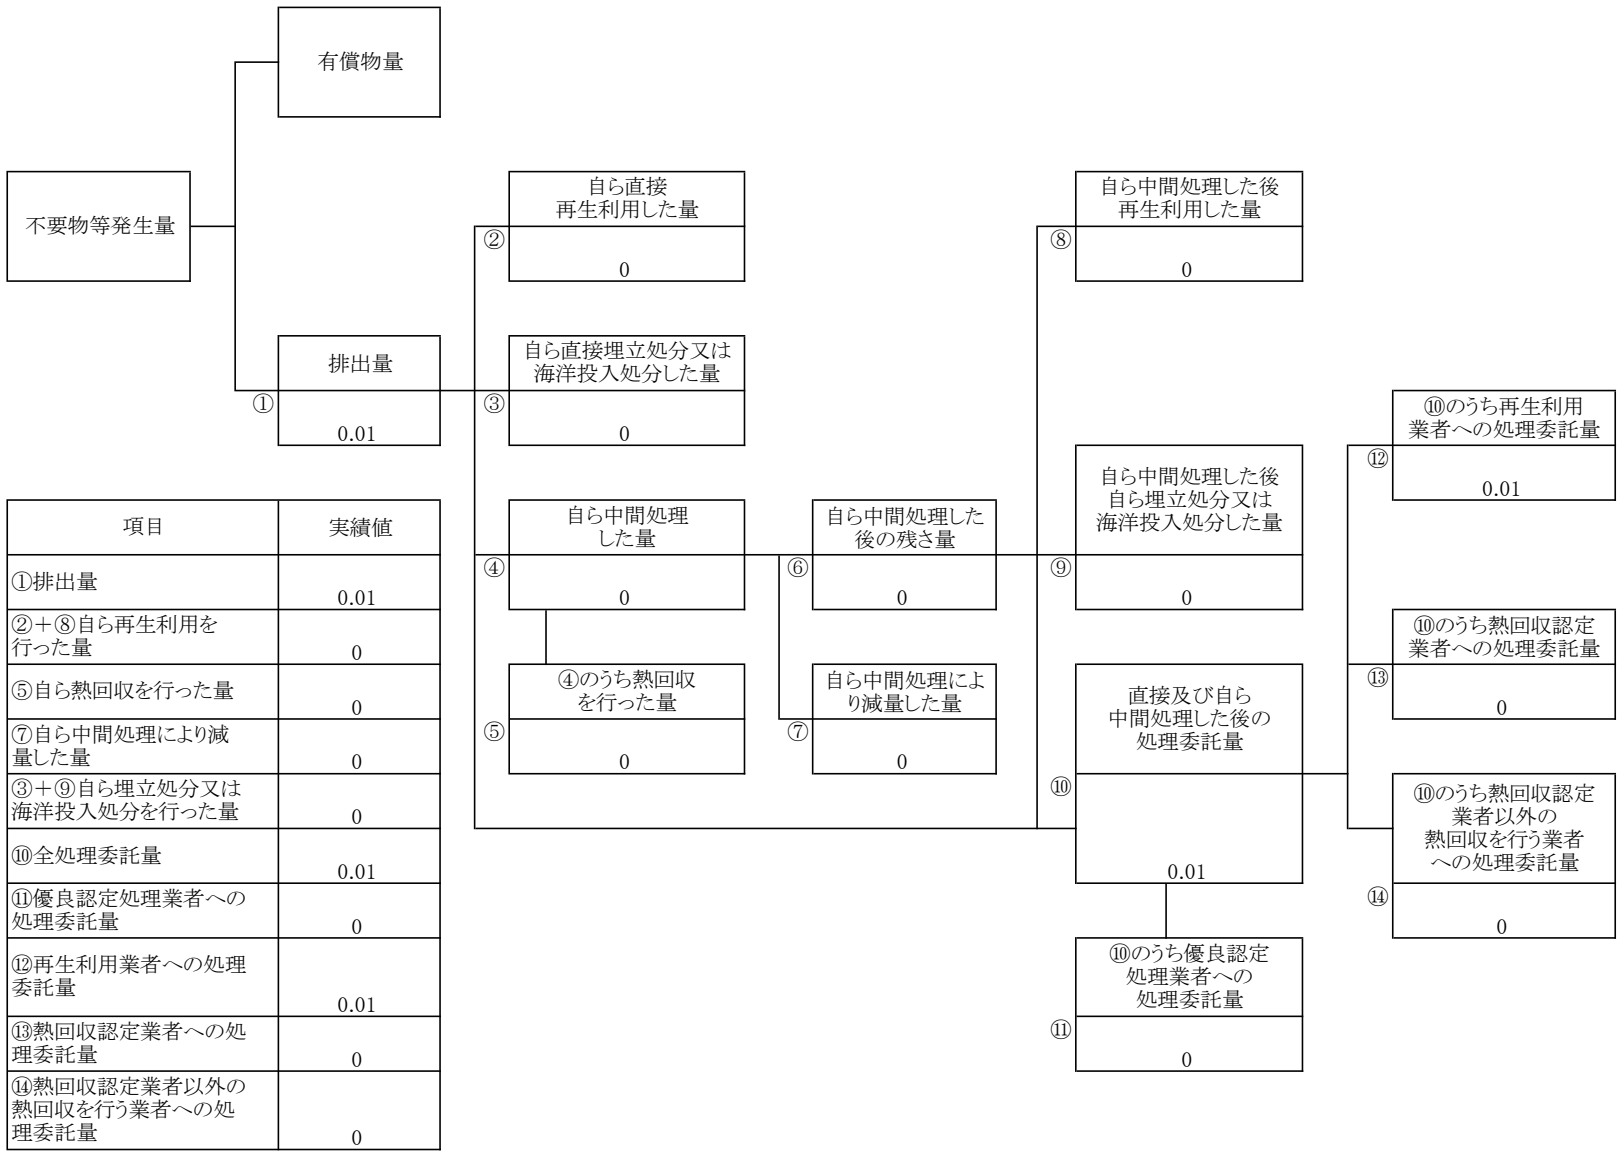 有償物量
不要物等発生量
自ら直接
再生利用した量
②
0
自ら中間処理した後
再生利用した量
⑧
0
排出量
①
0.01
自ら直接埋立処分又は
海洋投入処分した量
③
0
⑩のうち再生利用
業者への処理委託量
⑫
0.01
自ら中間処理
した量
④
0
自ら中間処理した
後の残さ量
⑥
0
自ら中間処理した後
自ら埋立処分又は
海洋投入処分した量
⑨
0
⑩のうち熱回収認定
業者への処理委託量
⑬
0
④のうち熱回収
を行った量
⑤
0
自ら中間処理によ
り減量した量
⑦
0
直接及び自ら
中間処理した後の
処理委託量
⑩
0.01
⑩のうち熱回収認定
業者以外の
熱回収を行う業者
への処理委託量
⑭
0
⑩のうち優良認定
処理業者への
処理委託量
⑪
0
項目 実績値
①排出量
0.01
②＋⑧自ら再生利用を
行った量
0
⑤自ら熱回収を行った量
0
⑦自ら中間処理により減
量した量
0
③＋⑨自ら埋立処分又は
海洋投入処分を行った量
0
⑩全処理委託量
0.01
⑪優良認定処理業者への
処理委託量
0
⑫再生利用業者への処理
委託量
0.01
⑬熱回収認定業者への処
理委託量
0
⑭熱回収認定業者以外の
熱回収を行う業者への処
理委託量
0